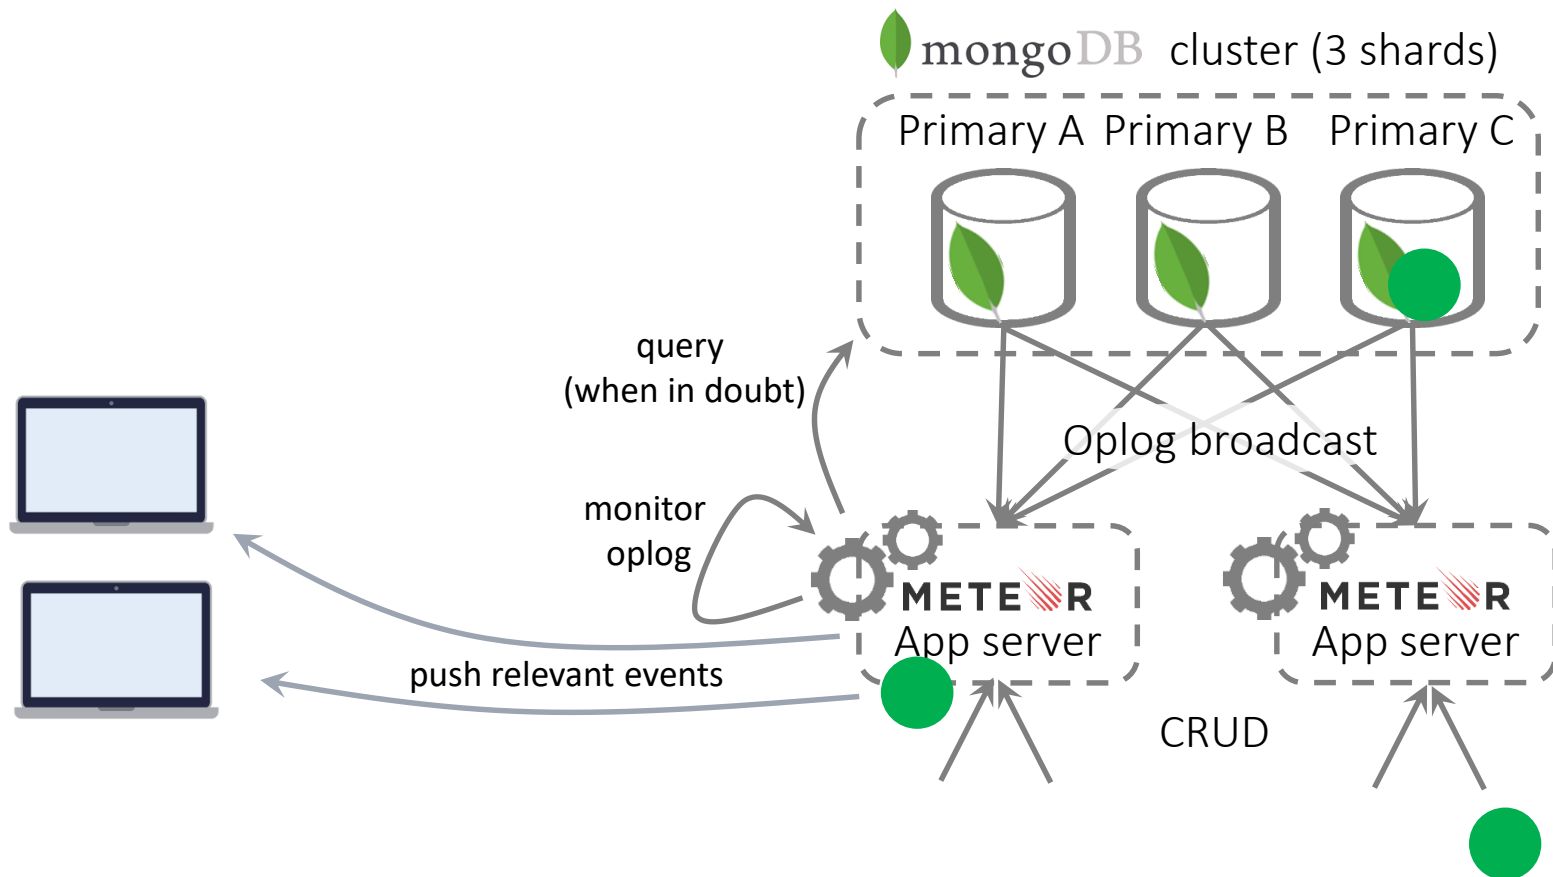 mongoDB cluster (3 shards)
Primary A Primary B Primary C
query
(when in doubt)
Oplog broadcast
monitor
oplog
METEOR METEOR
App server App server
push relevant events
CRUD